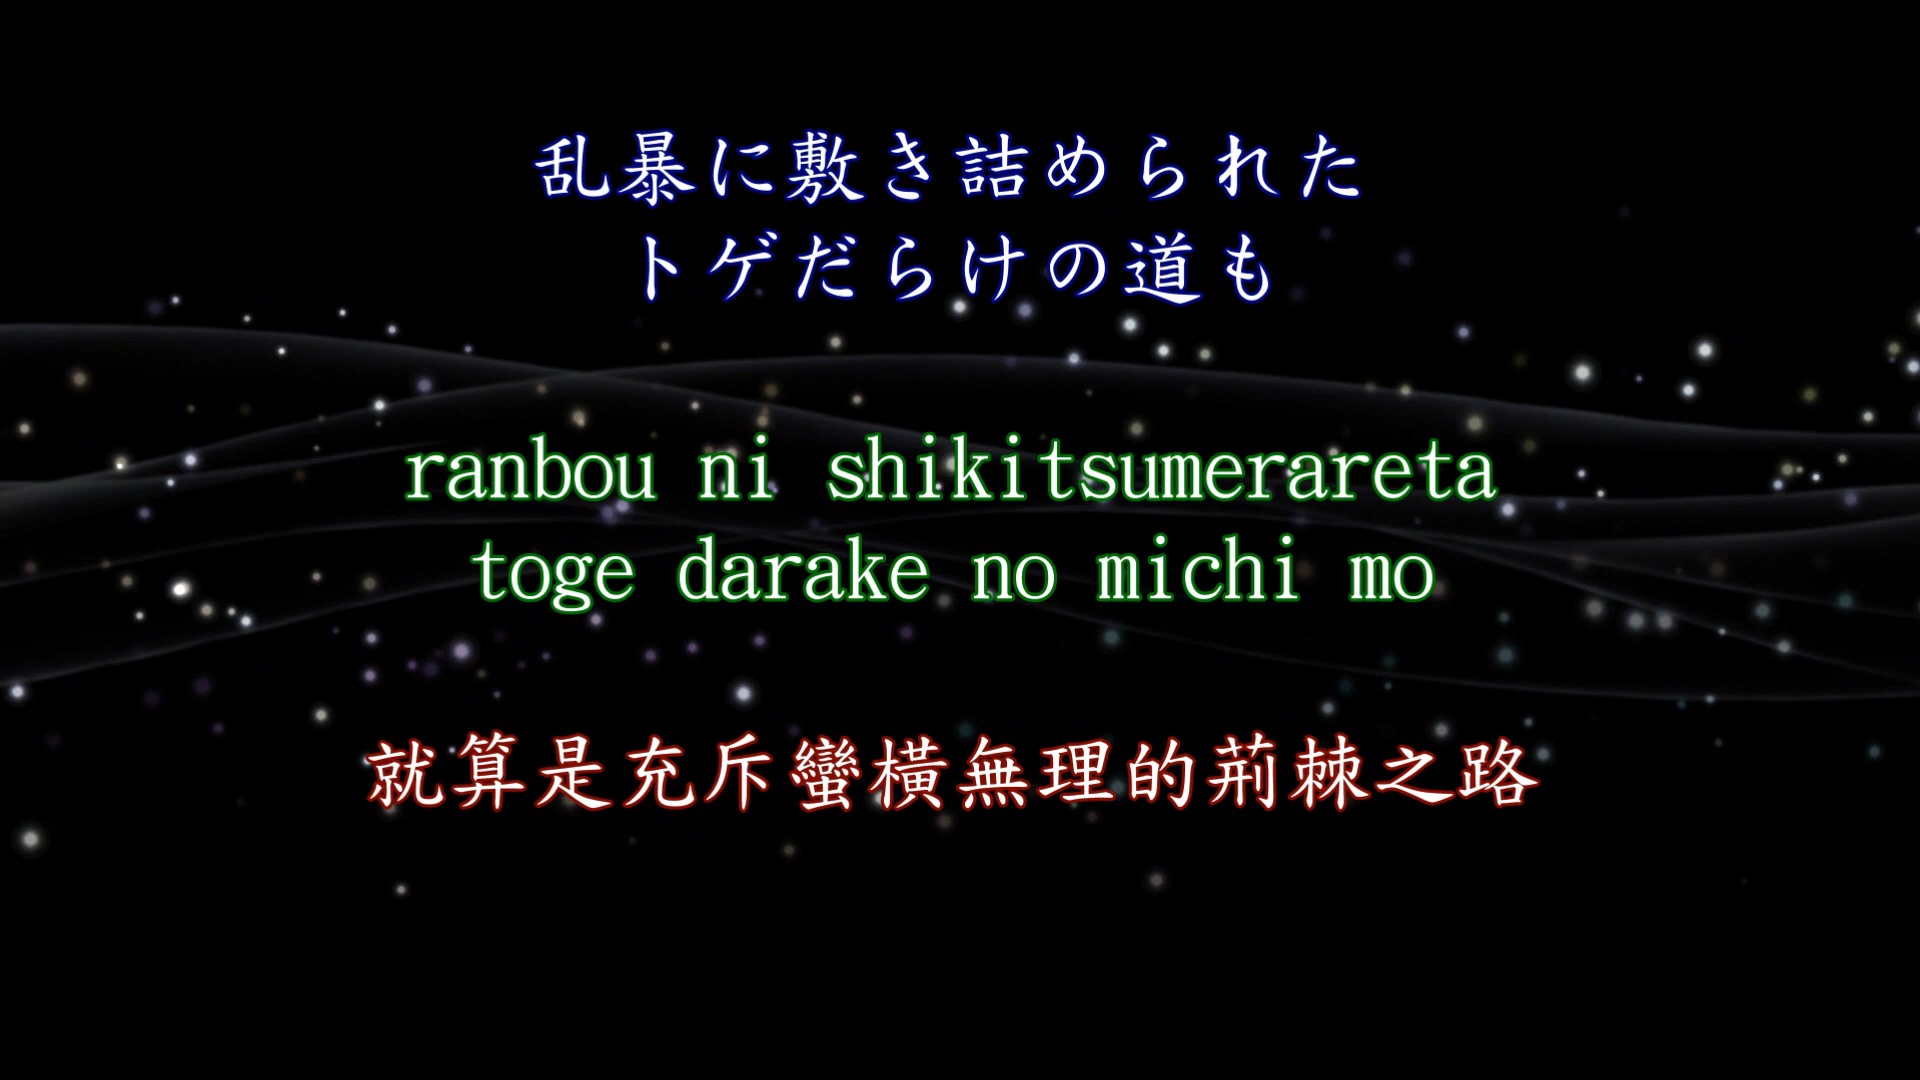 乱暴に敷き詰められた
トゲだらけの道も
ranbou ni shikitsumerareta
toge darake no michi mo
就算是充斥蠻橫無理的荊棘之路